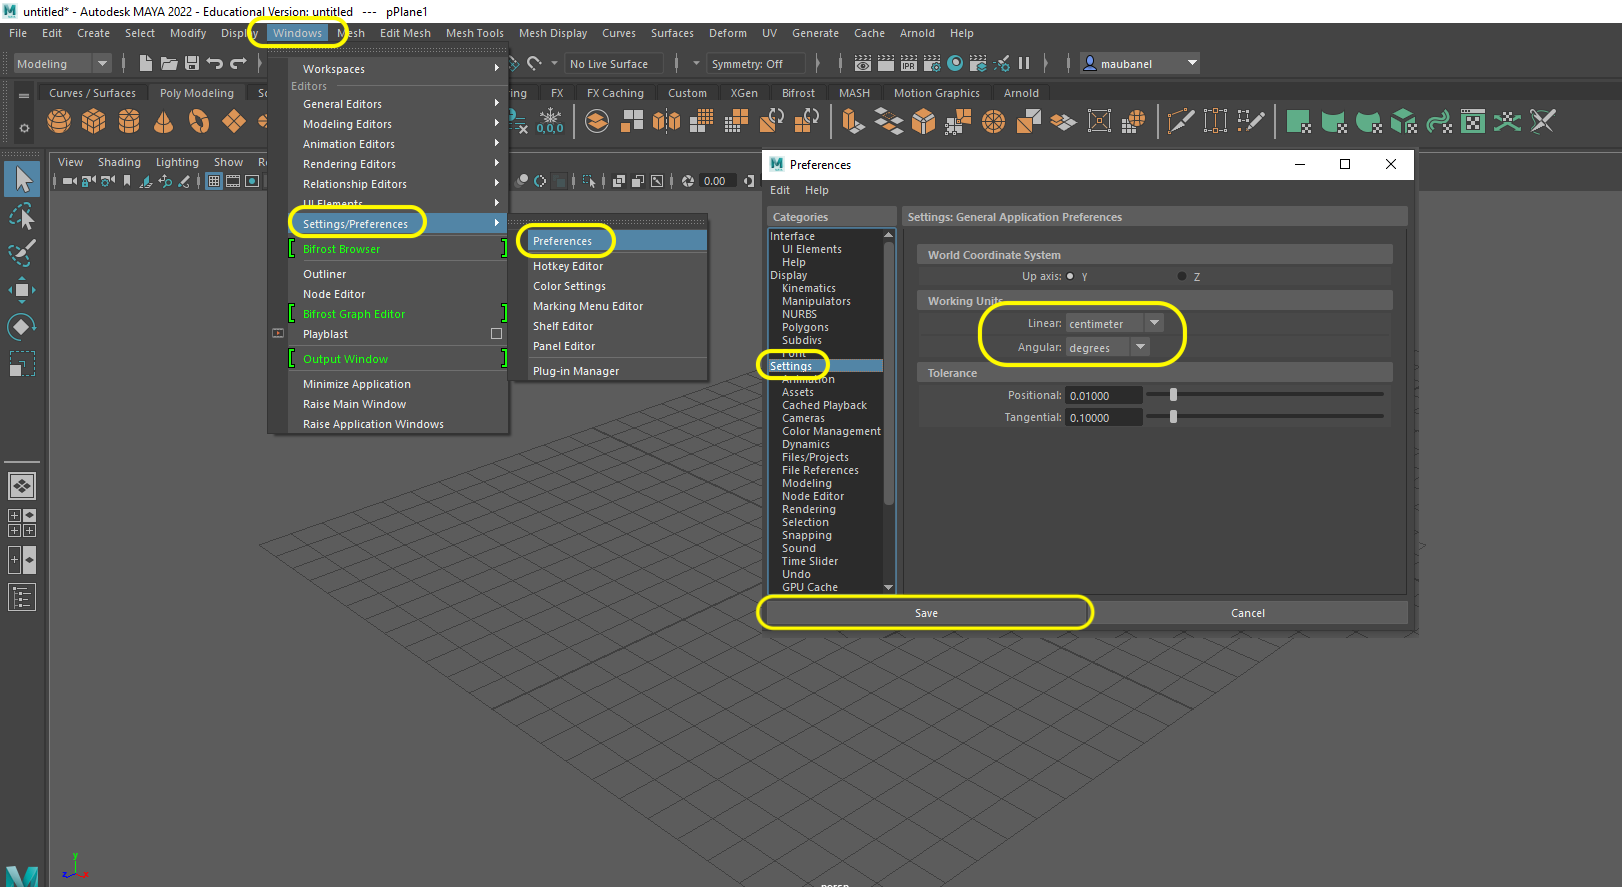 untitled* - Autodesk MAYA 2022 - Educational Version: untitled --- pPlane1
File Edit Create Select Modify Display Windows Mesh Edit Mesh Mesh Tools Mesh Display Curves Surfaces Deform UV Generate Cache Arnold Help
Modeling No Live Surface Symmetry: Off IPR maubanel
Curves / Surfaces Poly Modeling FX FX Caching Custom XGen Bifrost MASH Motion Graphics Arnold
0,0,0
View Shading Lighting Show
0.00
Workspaces
Editors
General Editors
Modeling Editors
Animation Editors
Rendering Editors
Relationship Editors
UI Elements
Settings/Preferences
Bifrost Browser
Outliner
Node Editor
Bifrost Graph Editor
Playblast
Output Window
Minimize Application
Raise Main Window
Raise Application Windows
Preferences
Hotkey Editor
Color Settings
Marking Menu Editor
Shelf Editor
Panel Editor
Plug-in Manager
Preferences
Edit Help
Categories
Interface
UI Elements
Help
Display
Kinematics
Manipulators
NURBS
Polygons
Subdivs
Font
Settings
Animation
Assets
Cached Playback
Cameras
Color Management
Dynamics
Files/Projects
File References
Modeling
Node Editor
Rendering
Selection
Snapping
Sound
Time Slider
Undo
GPU Cache
Settings: General Application Preferences
World Coordinate System
Up axis: Y Z
Working Units
Linear: centimeter
Angular: degrees
Tolerance
Positional: 0.01000
Tangential: 0.10000
Save Cancel
y
z x
M
persp